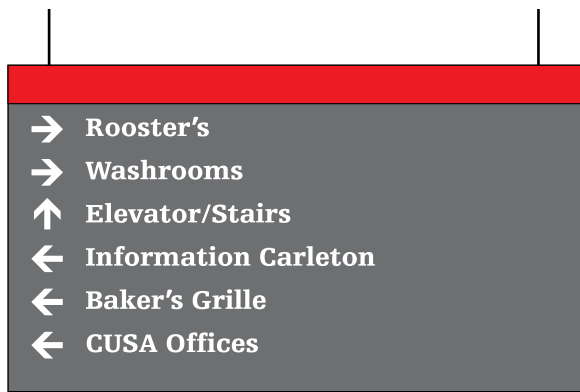 Rooster's
Washrooms
Elevator/Stairs
Information Carleton
Baker's Grille
CUSA Offices